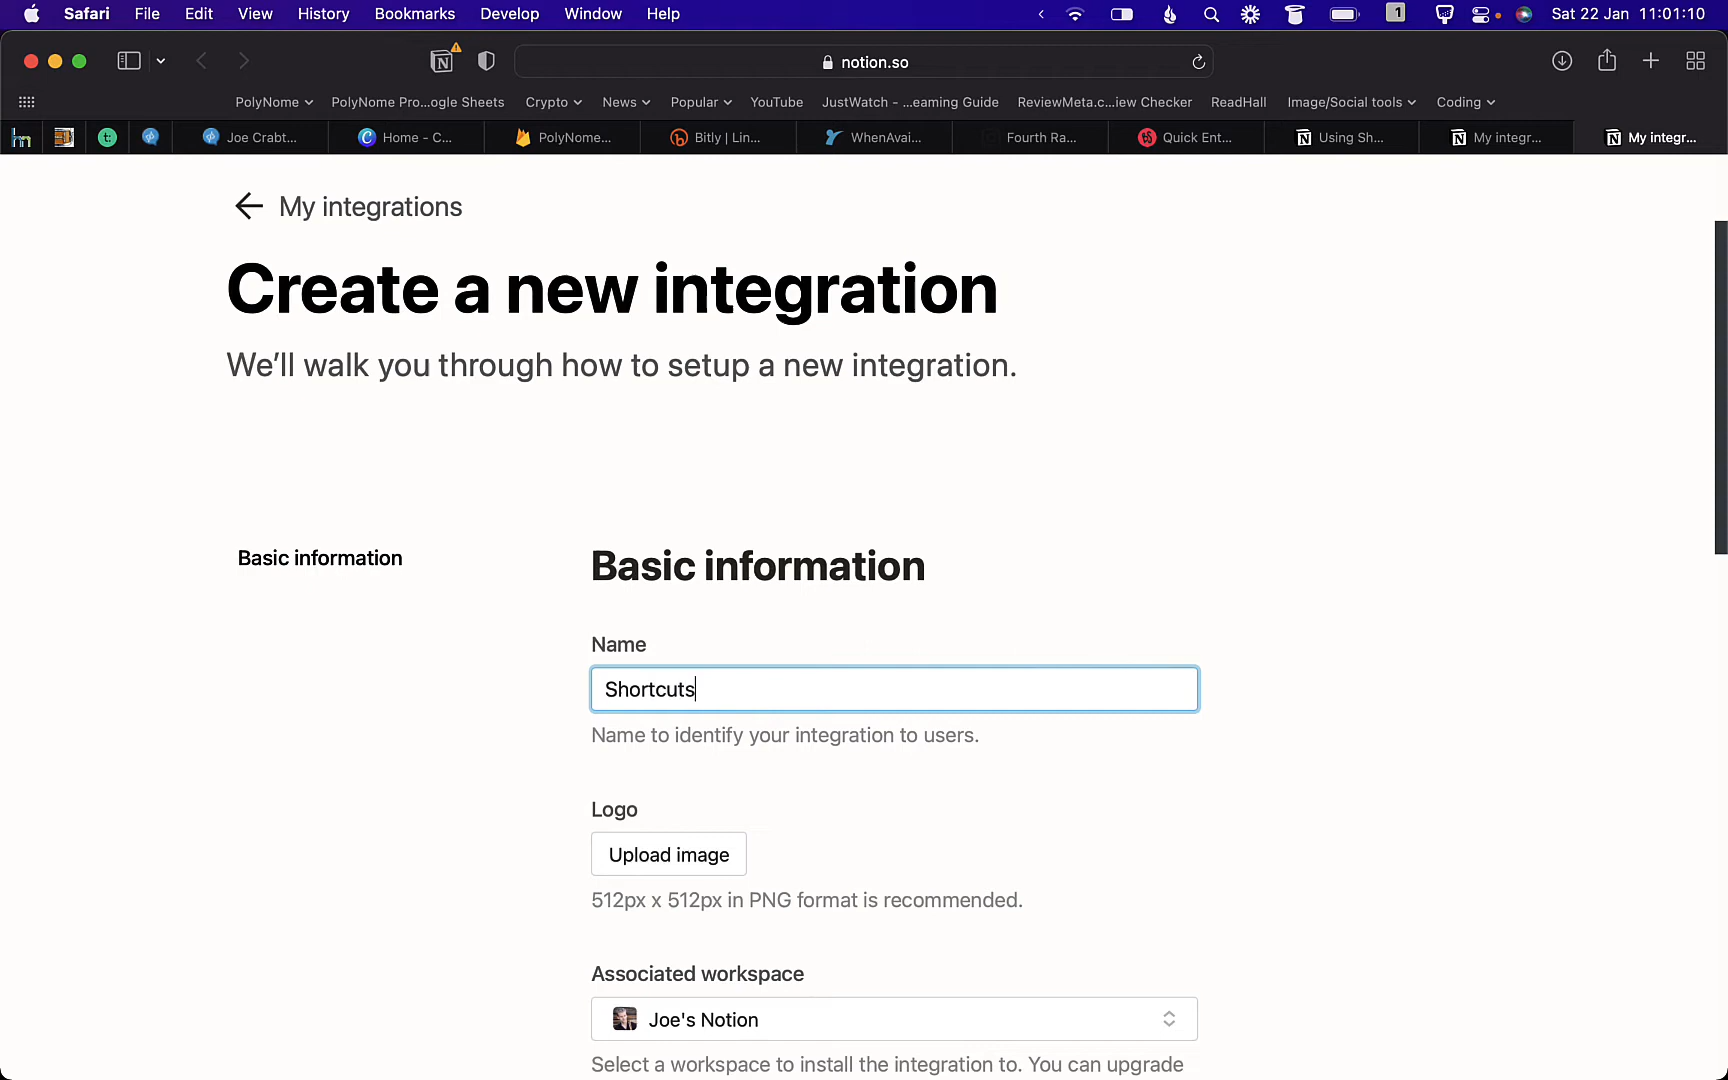 Safari File Edit View History Bookmarks Develop Window Help 1 Sat 22 Jan 11:01:10
notion.so
PolyNome PolyNome Pro...ogle Sheets Crypto News Popular YouTube JustWatch - ...eaming Guide ReviewMeta.c...iew Checker ReadHall Image/Social tools Coding
Joe Crabt... Home - C... PolyNome... Bitly | Lin... WhenAvai... Fourth Ra... Quick Ent... Using Sh... My integr... My integr...
My integrations
Create a new integration
We'll walk you through how to setup a new integration.
Basic information
Basic information
Name
Shortcuts
Name to identify your integration to users.
Logo
Upload image
512px x 512px in PNG format is recommended.
Associated workspace
Joe's Notion
Select a workspace to install the integration to. You can upgrade